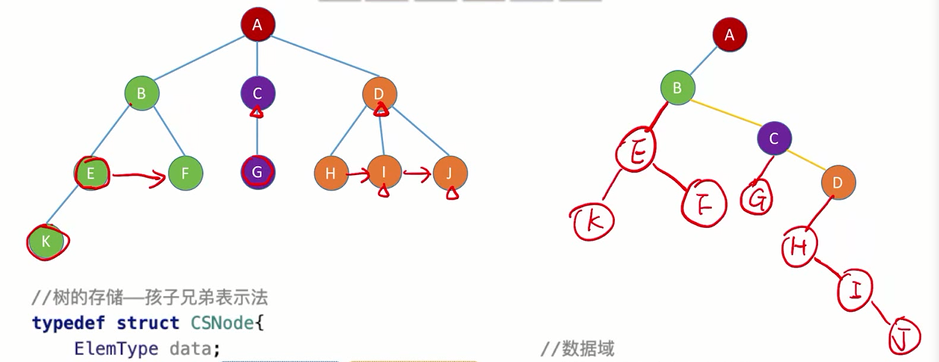 A
B C D
E F G H I J
K
A
B
C
D
E
F
G
K
H
I
J
//树的存储——孩子兄弟表示法
typedef struct CSNode{
ElemType data; //数据域